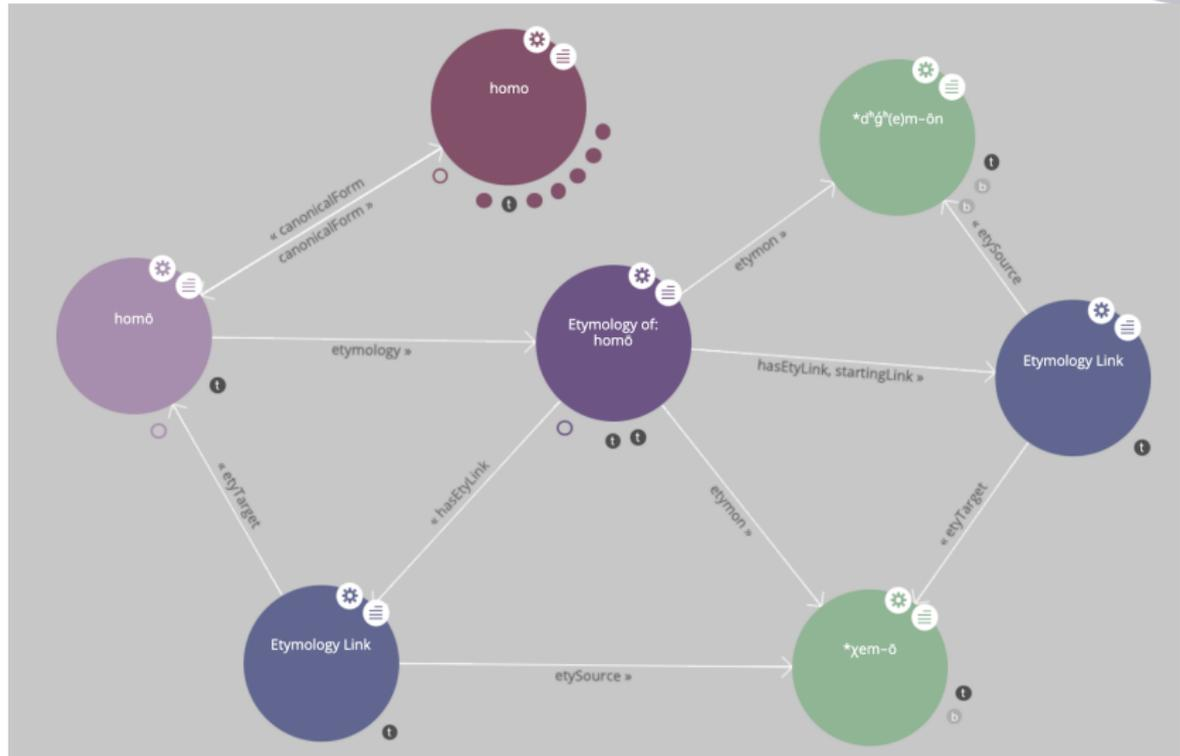 homo
*dʰǵʰ(e)m-ōn
« canonicalForm
canonicalForm »
etymon »
« etySource
homō
Etymology of:
homō
etymology »
hasEtyLink, startingLink »
Etymology Link
« etyTarget
« hasEtyLink
etymon »
« etyTarget
Etymology Link
etySource »
*χem-ō
t
t
b
b
t
t
t
t
t
b
t